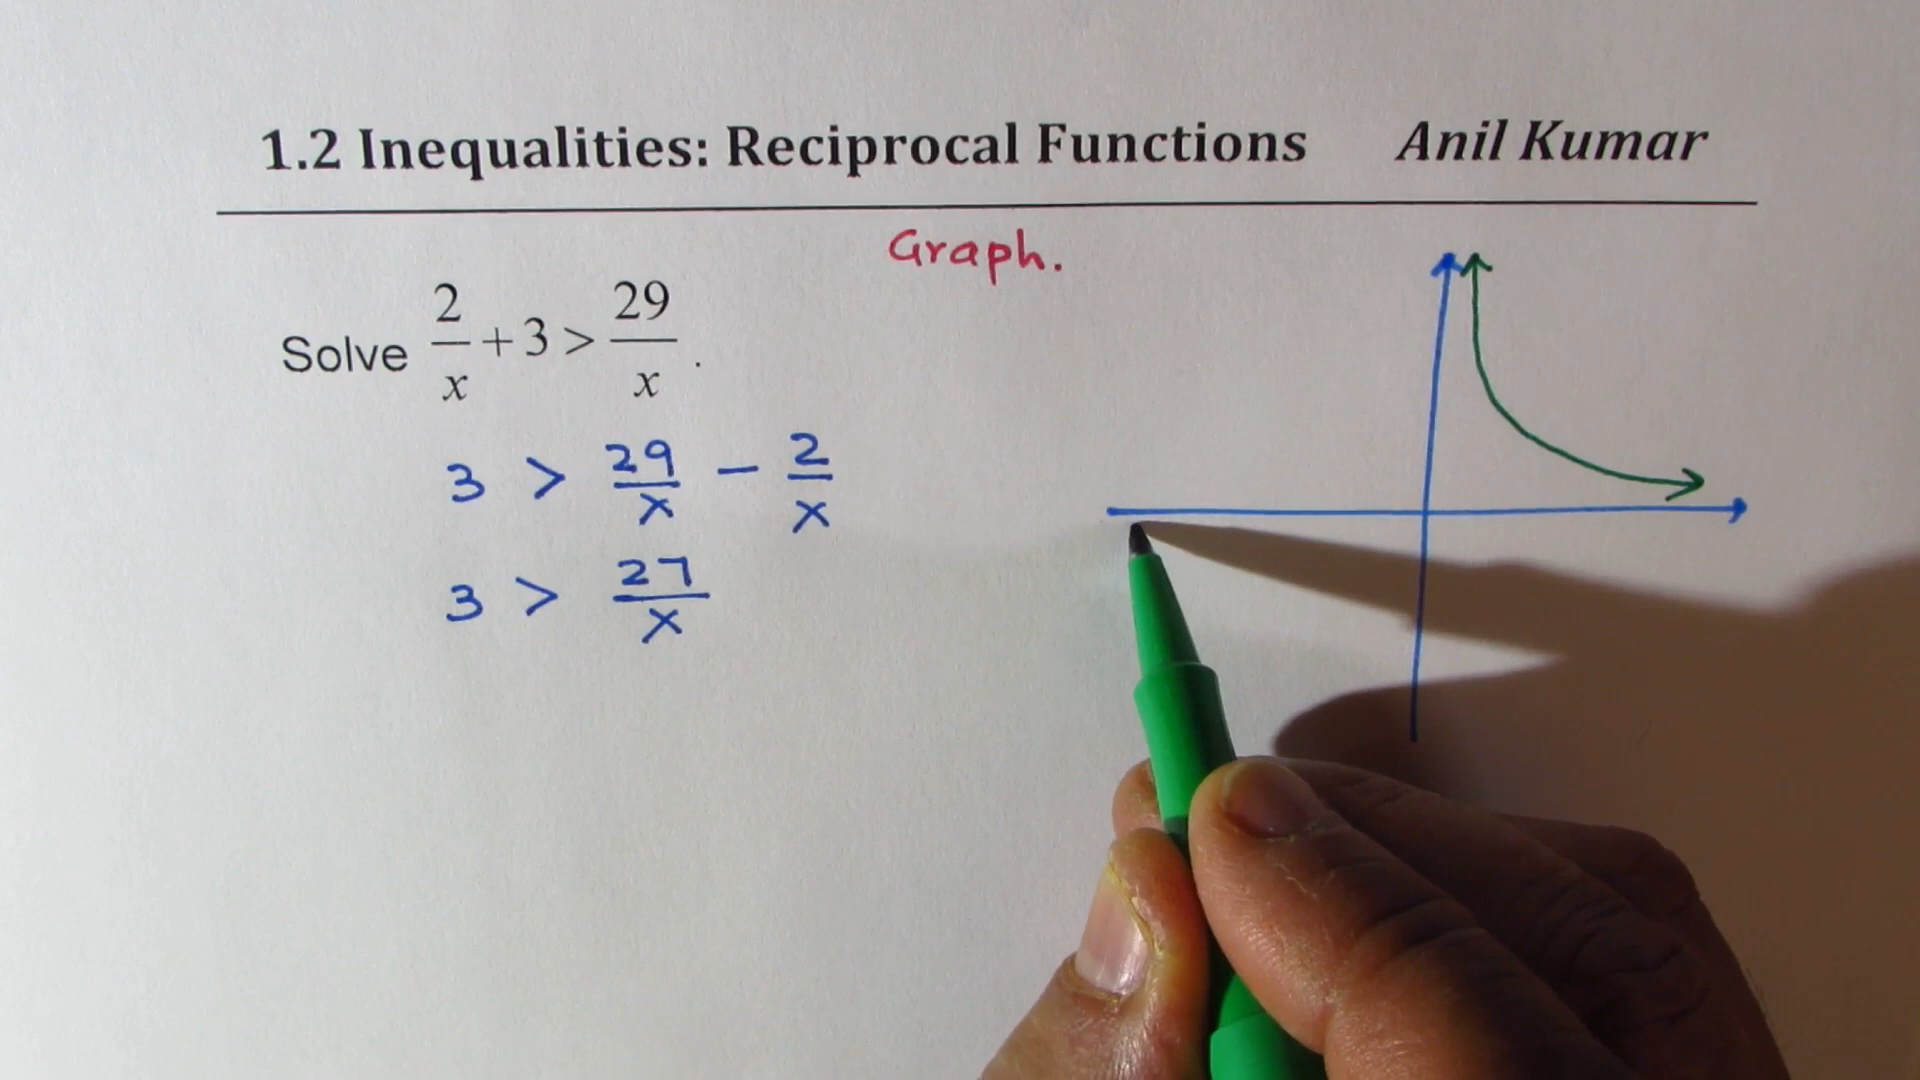 1.2 Inequalities: Reciprocal Functions Anil Kumar
Graph.
Solve 2/x + 3 > 29/x .
3 > 29/x - 2/x
3 > 27/x